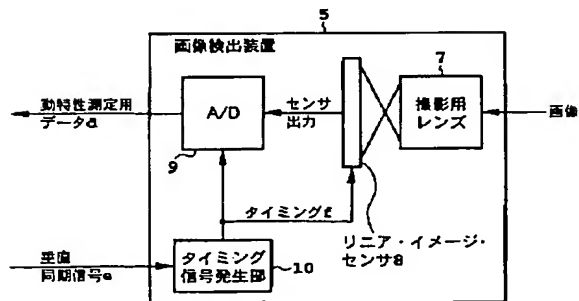 5
画像検出装置
7
動特性測定用
データd
A/D
センサ
出力
撮影用
レンズ
画像
9
タイミングf
リニア・イメージ・
センサ8
垂直
同期信号e
タイミング
信号発生部
10